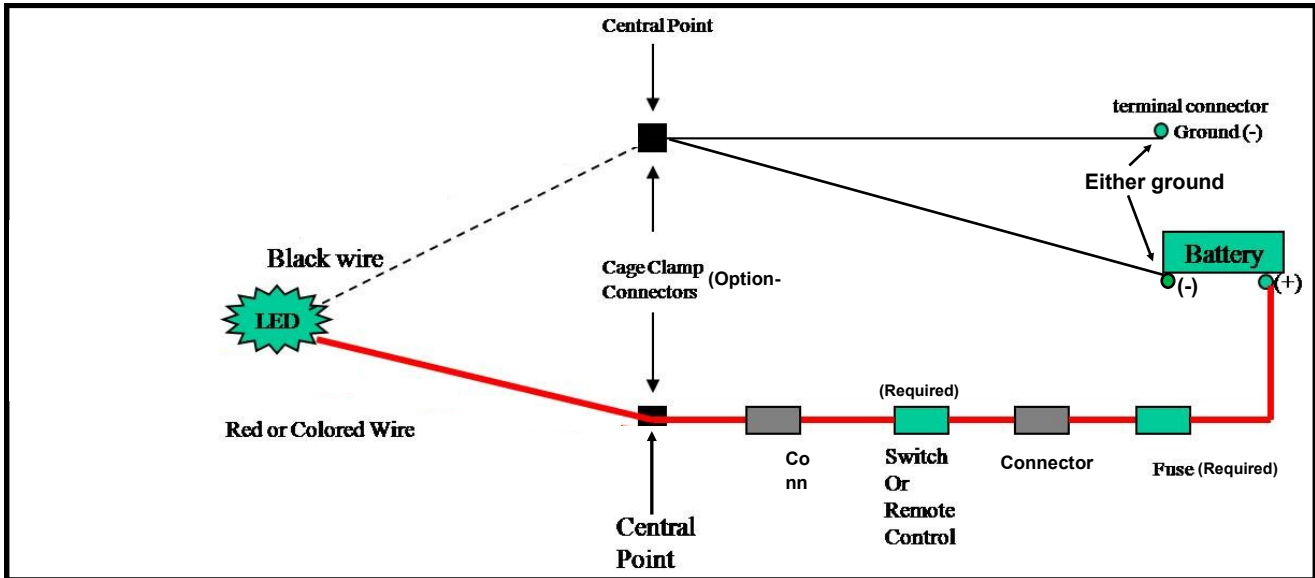 Central Point
terminal connector
Ground (-)
Either ground
Battery
(-)
(+)
Black wire
Cage Clamp (Option-
Connectors
LED
(Required)
Red or Colored Wire
Co
nn
Switch
Or
Remote
Control
Connector
Fuse (Required)
Central
Point